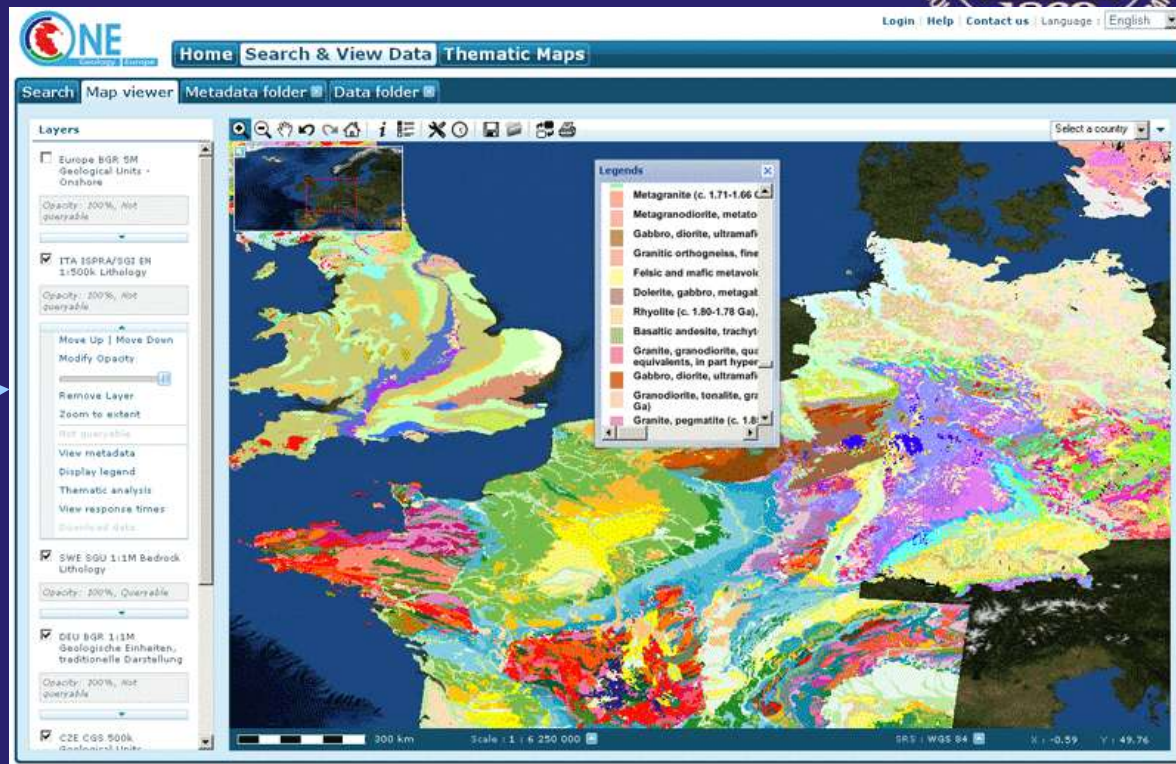 ONE
Geology Europe
Login Help Contact us Language : English
Home Search & View Data Thematic Maps
Search Map viewer Metadata folder Data folder
Layers
Select a country
Europe BGR 5M
Geological Units -
Onshore
Opacity: 100%, Not
queryable
ITA ISPRA/SGI EN
1:500k Lithology
Opacity: 100%, Not
queryable
Move Up | Move Down
Modify Opacity
Remove Layer
Zoom to extent
Not queryable
View metadata
Display legend
Thematic analysis
View response times
Download data
SWE SGU 1:1M Bedrock
Lithology
Opacity: 100%, Queryable
DEU BGR 1:1M
Geologische Einheiten,
traditionelle Darstellung
Opacity: 100%, Not
queryable
CZE CGS 500k
Geological Units
Legends
Metagranite (c. 1.71-1.66
Metagranodiorite, metato
Gabbro, diorite, ultramafi
Granitic orthogneiss, fine
Felsic and mafic metavolc
Dolerite, gabbro, metagab
Rhyolite (c. 1.80-1.78 Ga),
Basaltic andesite, trachyt
Granite, granodiorite, qua
equivalents, in part hyper
Gabbro, diorite, ultramafi
Granodiorite, tonalite, gra
Ga)
Granite, pegmatite (c. 1.8
300 km Scale : 1 : 6 250 000 SRS : WGS 84 X : -0.59 Y : 49.76